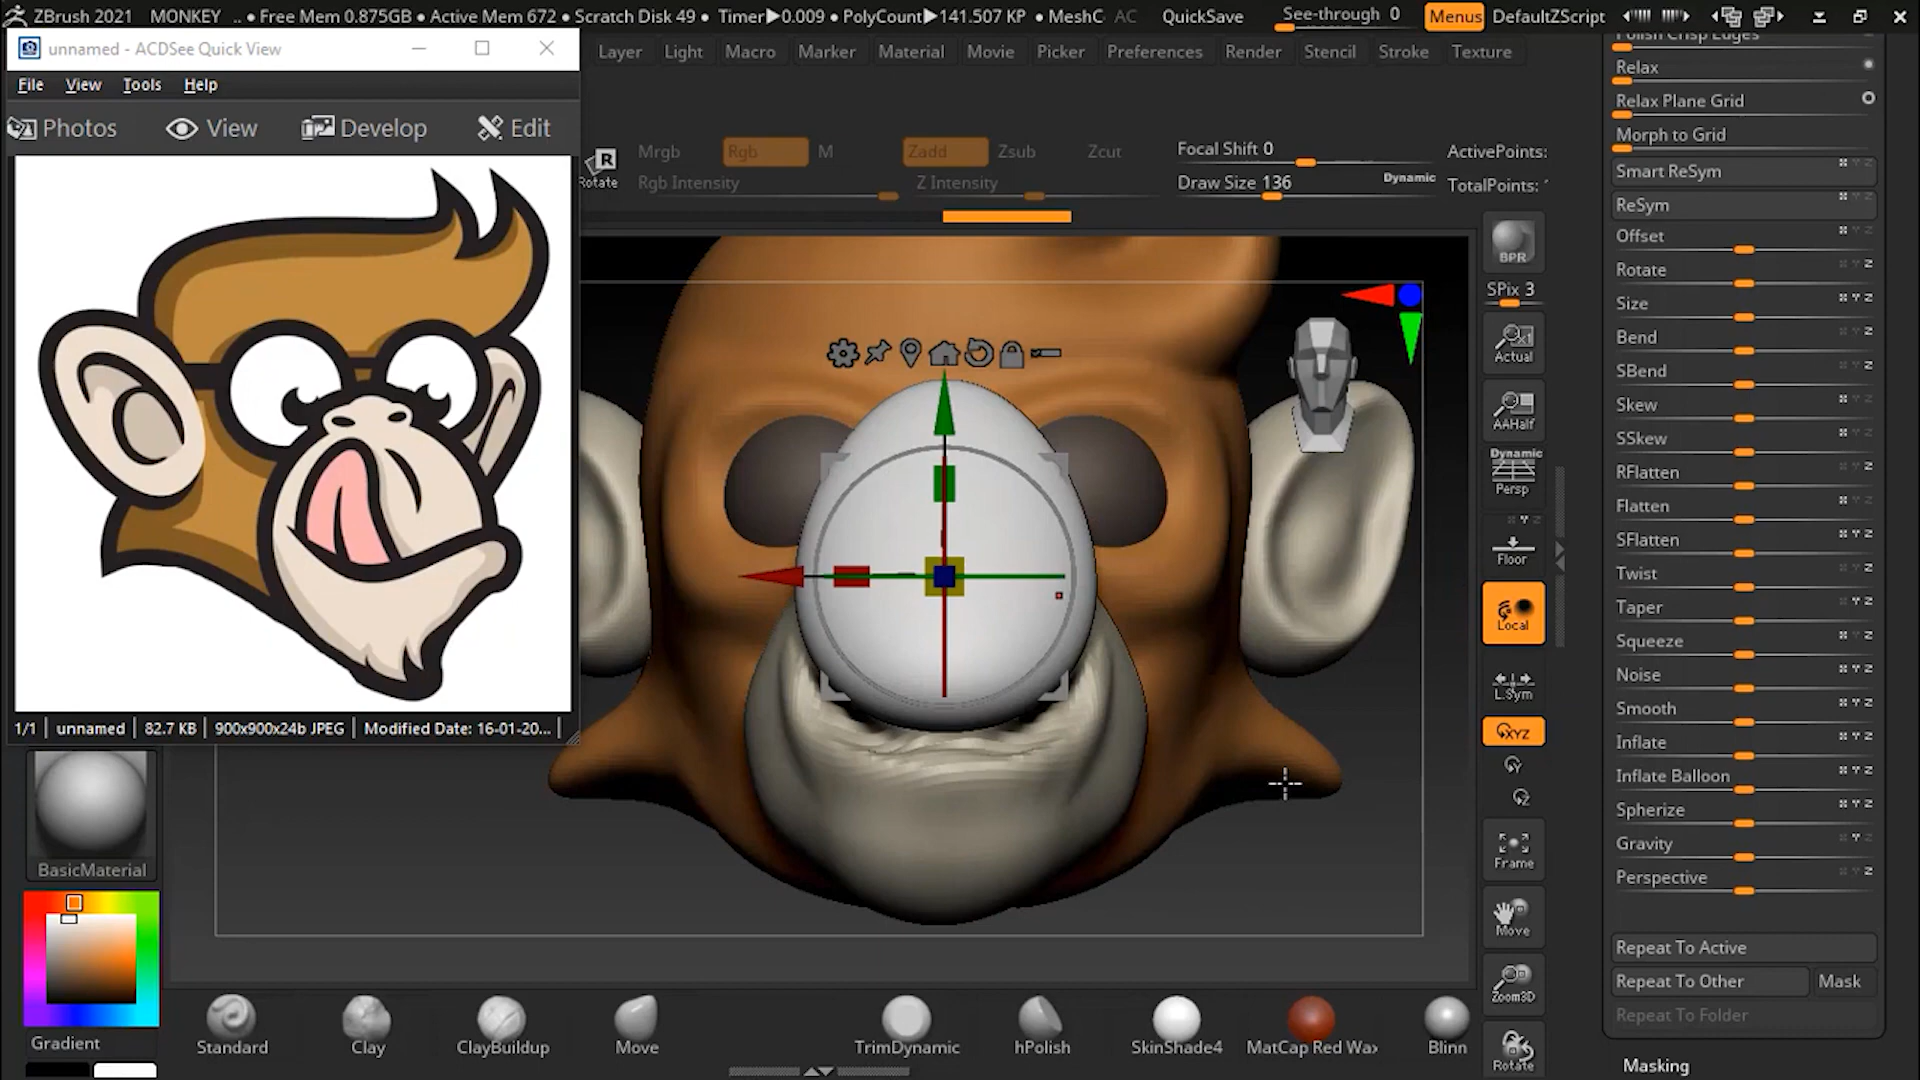 ZBrush 2021 MONKEY .. • Free Mem 0.875GB • Active Mem 672 • Scratch Disk 49 • Timer▶0.009 • PolyCount▶141.507 KP • MeshC AC QuickSave See-through 0 Menus DefaultZScript
unnamed - ACDSee Quick View
File View Tools Help
Photos View Develop Edit
1/1 unnamed 82.7 KB 900x900x24b JPEG Modified Date: 16-01-20...
Layer Light Macro Marker Material Movie Picker Preferences Render Stencil Stroke Texture
R
Rotate
Mrgb Rgb M Zadd Zsub Zcut
Rgb Intensity Z Intensity
Focal Shift 0
Draw Size 136 Dynamic
ActivePoints:
TotalPoints:
BPR
SPix 3
Actual
AAHalf
Dynamic
Persp
Floor
Local
L.Sym
XYZ
Y
Z
Frame
Move
Zoom3D
Rotate
Polish Crisp Edges
Relax
Relax Plane Grid
Morph to Grid
Smart ReSym
ReSym
Offset
Rotate
Size
Bend
SBend
Skew
SSkew
RFlatten
Flatten
SFlatten
Twist
Taper
Squeeze
Noise
Smooth
Inflate
Inflate Balloon
Spherize
Gravity
Perspective
Repeat To Active
Repeat To Other Mask
Repeat To Folder
Masking
BasicMaterial
Gradient
Standard Clay ClayBuildup Move TrimDynamic hPolish SkinShade4 MatCap Red Wax Blinn